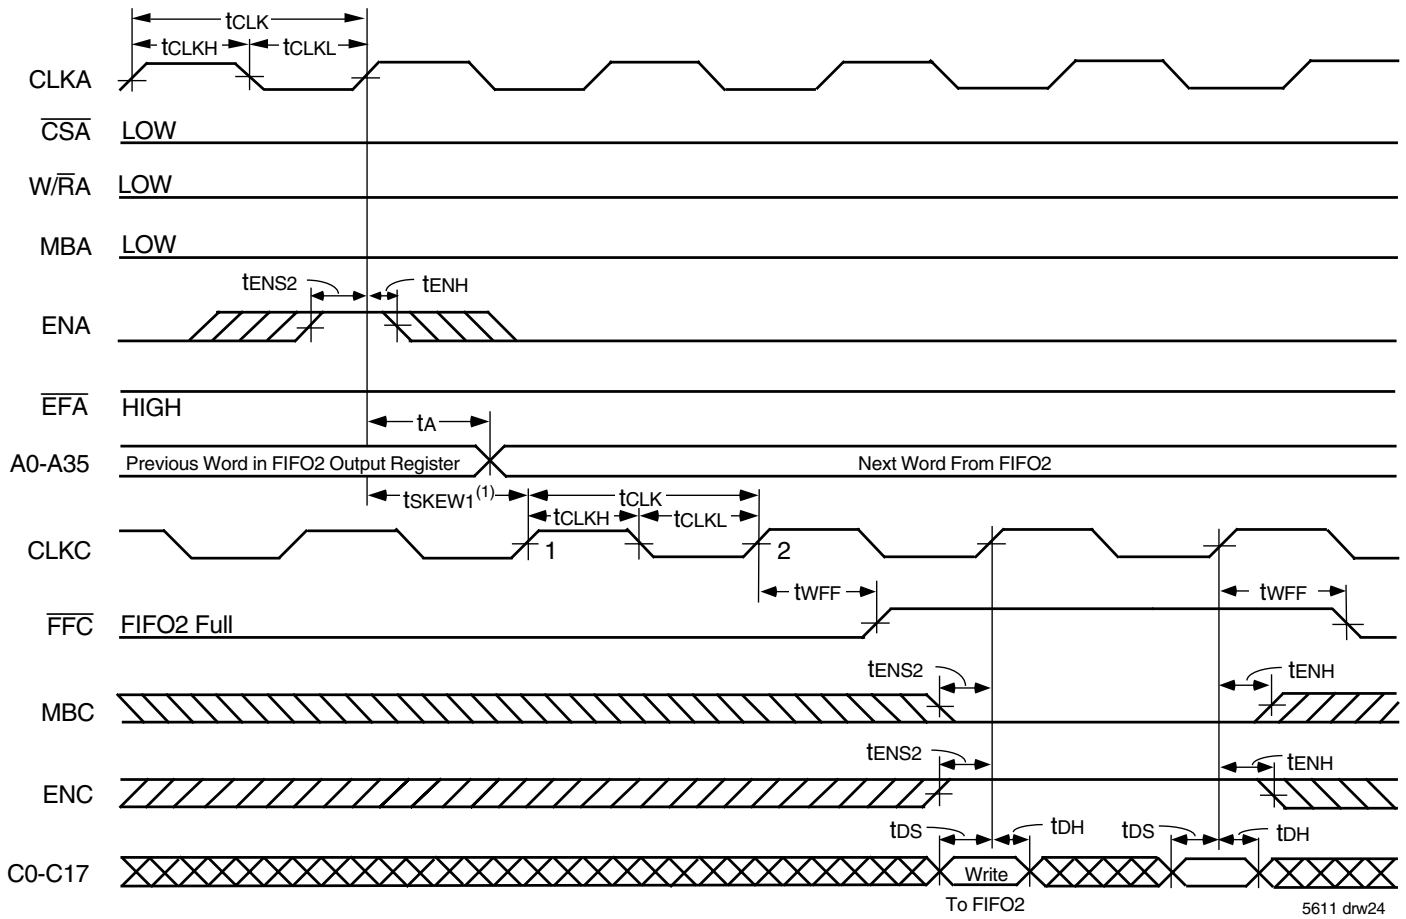 tCLK
tCLKH tCLKL
CLKA
CSA LOW
W/RA LOW
MBA LOW
tENS2 tENH
ENA
EFA HIGH
tA
A0-A35 Previous Word in FIFO2 Output Register Next Word From FIFO2
tSKEW1(1) tCLK
tCLKH tCLKL
CLKC 1 2
tWFF tWFF
FFC FIFO2 Full
tENS2 tENH
MBC
tENS2 tENH
ENC
tDS tDH tDS tDH
C0-C17 Write
To FIFO2
5611 drw24